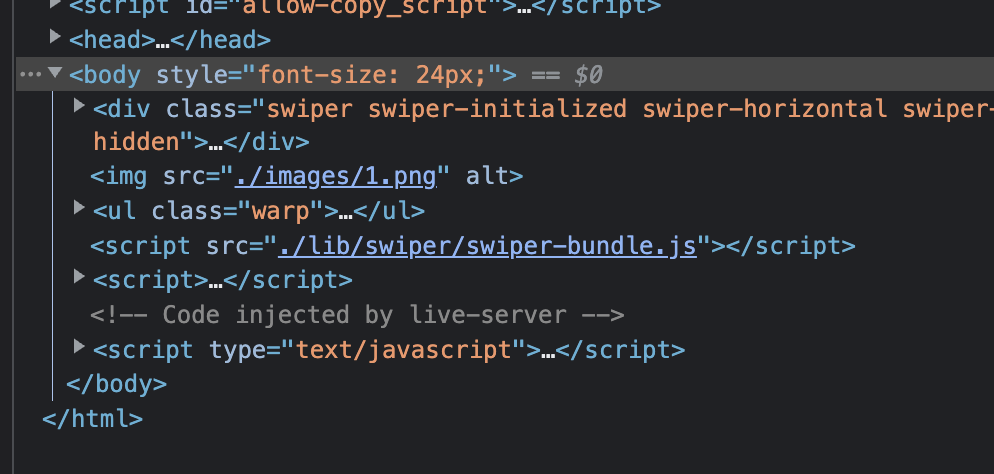 <script id="allow-copy_script">…</script>
<head>…</head>
<body style="font-size: 24px;"> == $0
<div class="swiper swiper-initialized swiper-horizontal swiper-
hidden">…</div>
<img src="./images/1.png" alt>
<ul class="warp">…</ul>
<script src="./lib/swiper/swiper-bundle.js"></script>
<script>…</script>
<!-- Code injected by live-server -->
<script type="text/javascript">…</script>
</body>
</html>